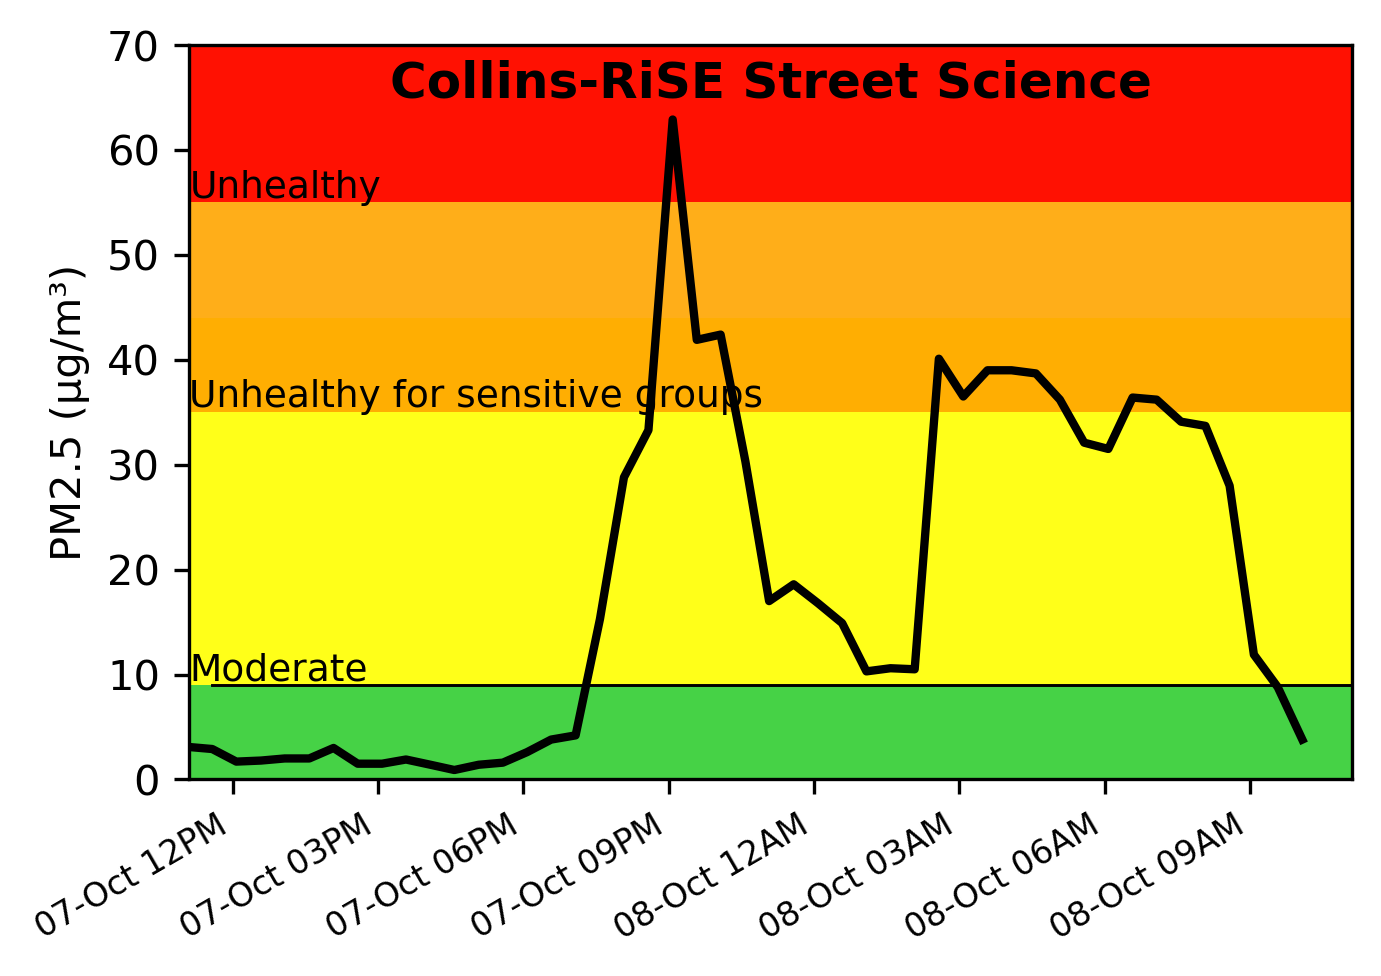 Collins-RiSE Street Science
70
60
Unhealthy
50
40
Unhealthy for sensitive groups
30
20
Moderate
10
0
PM2.5 (µg/m³)
07-Oct 12PM
07-Oct 03PM
07-Oct 06PM
07-Oct 09PM
08-Oct 12AM
08-Oct 03AM
08-Oct 06AM
08-Oct 09AM